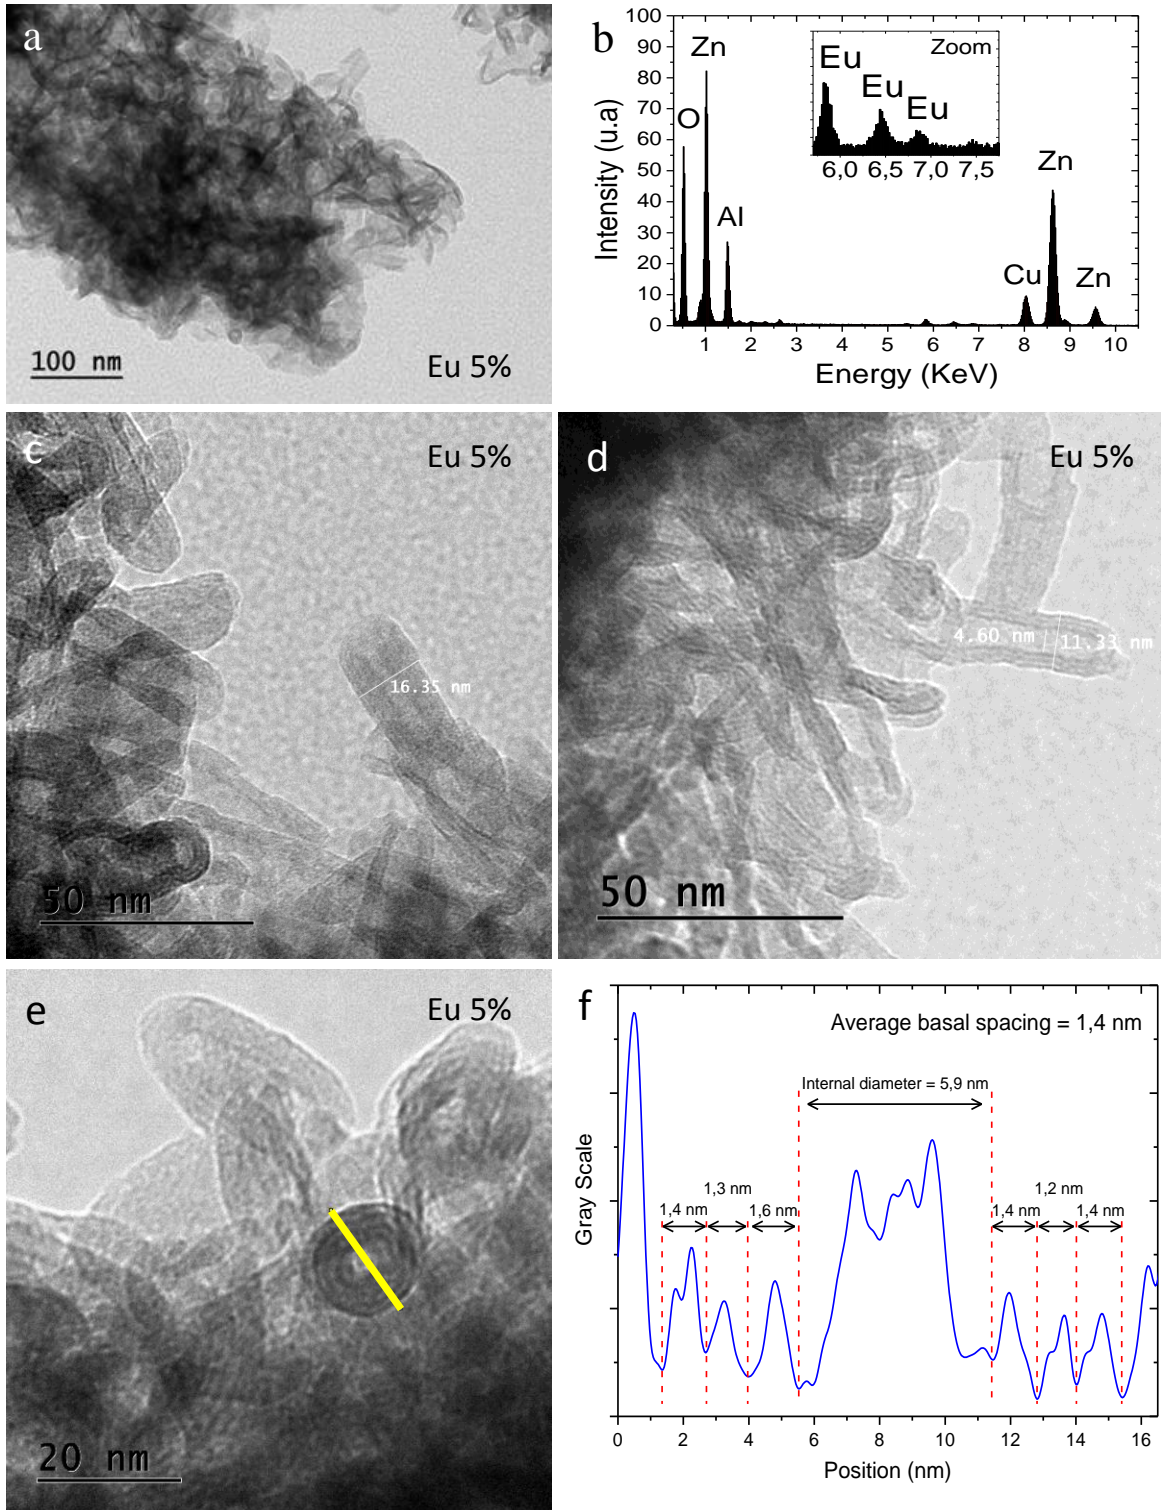 a
100 nm
Eu 5%
b
Zoom
Eu
Eu
Eu
6,0 6,5 7,0 7,5
Zn
O
Al
Cu
Zn
Zn
100
90
80
70
60
50
40
30
20
10
0
1 2 3 4 5 6 7 8 9 10
Intensity (u.a)
Energy (KeV)
c
Eu 5%
16.35 nm
50 nm
d
Eu 5%
4.60 nm
11.33 nm
50 nm
e
Eu 5%
20 nm
f
Average basal spacing = 1,4 nm
Internal diameter = 5,9 nm
1,3 nm
1,4 nm
1,6 nm
1,2 nm
1,4 nm
1,4 nm
Gray Scale
0 2 4 6 8 10 12 14 16
Position (nm)